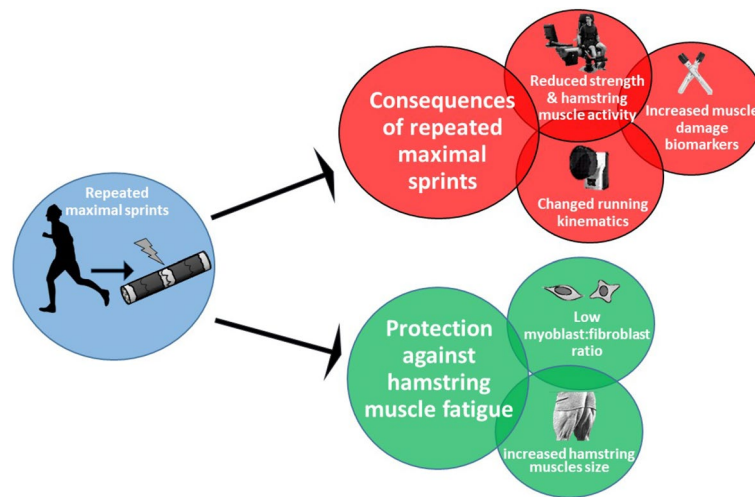 Repeated
maximal sprints
Consequences
of repeated
maximal
sprints
Reduced strength
& hamstring
muscle activity
Increased muscle
damage
biomarkers
Changed running
kinematics
Protection
against
hamstring
muscle fatigue
Low
myoblast:fibroblast
ratio
increased hamstring
muscles size